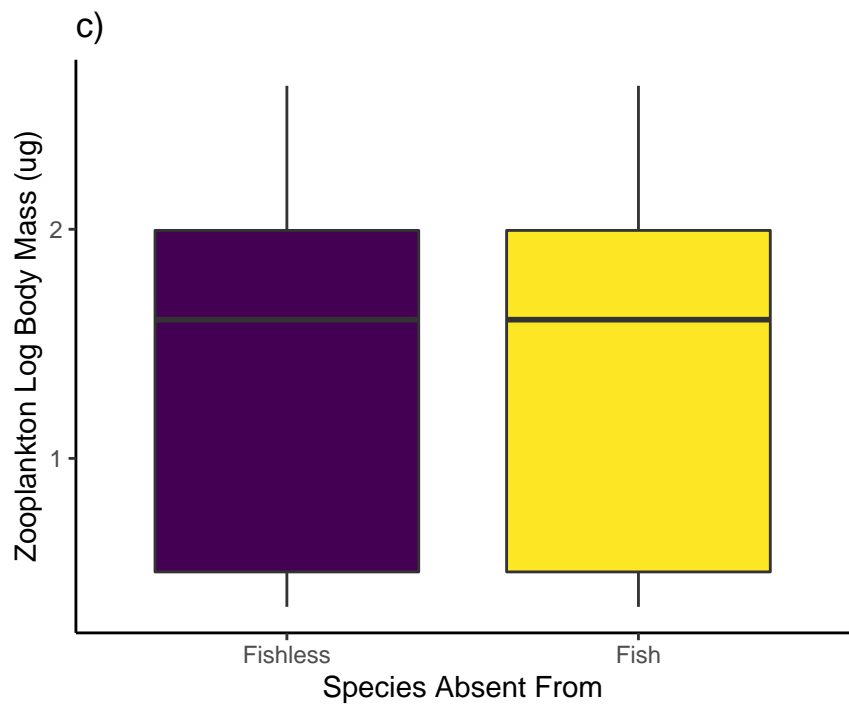 c)
Zooplankton Log Body Mass (ug)
2
1
Fishless Fish
Species Absent From